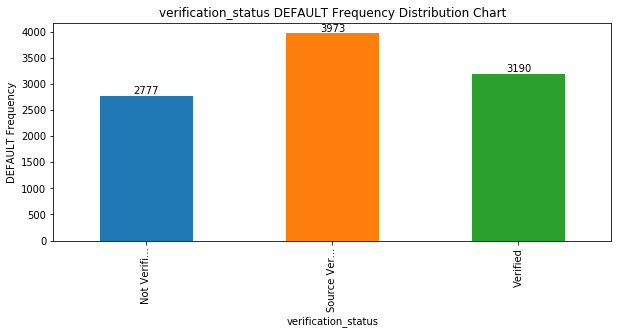 verification_status DEFAULT Frequency Distribution Chart
DEFAULT Frequency
4000
3500
3000
2500
2000
1500
1000
500
0
2777
3973
3190
Not Verifi...
Source Ver...
Verified
verification_status